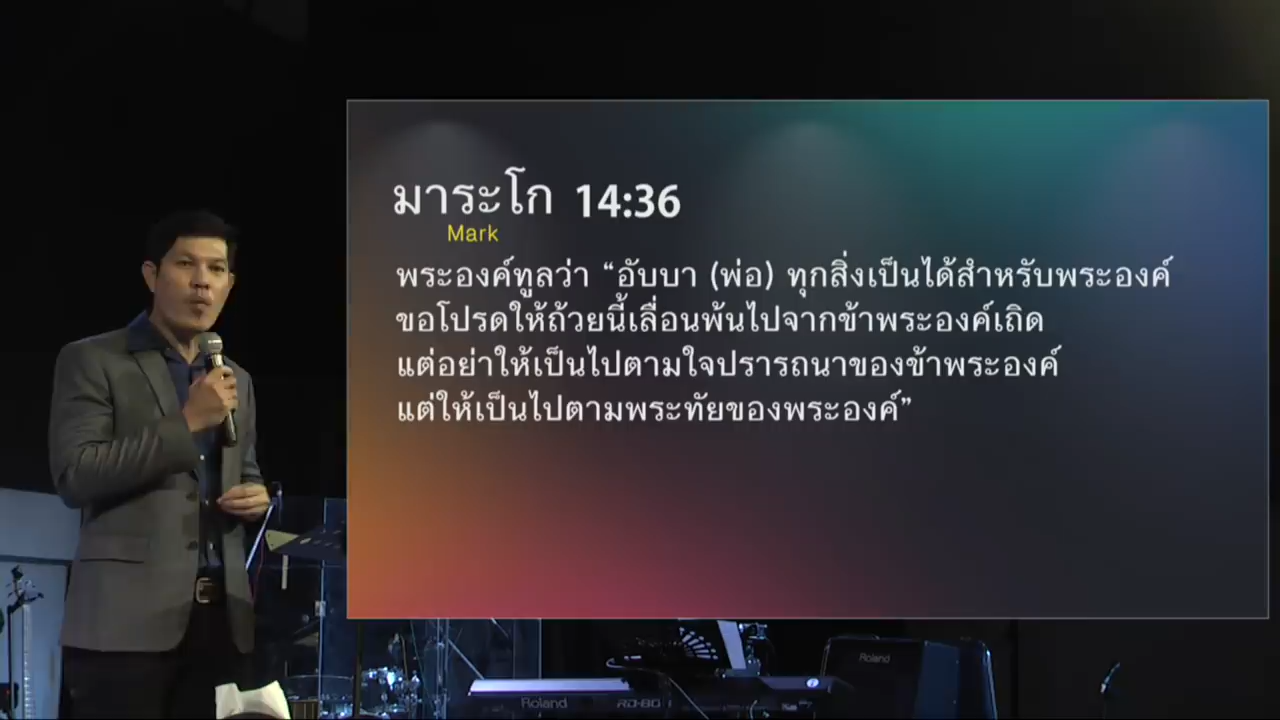 มาระโก 14:36
Mark
พระองค์ทูลว่า “อับบา (พ่อ) ทุกสิ่งเป็นได้สำหรับพระองค์
ขอโปรดให้ถ้วยนี้เลื่อนพ้นไปจากข้าพระองค์เถิด
แต่อย่าให้เป็นไปตามใจปรารถนาของข้าพระองค์
แต่ให้เป็นไปตามพระทัยของพระองค์”
Roland
Roland RD-80